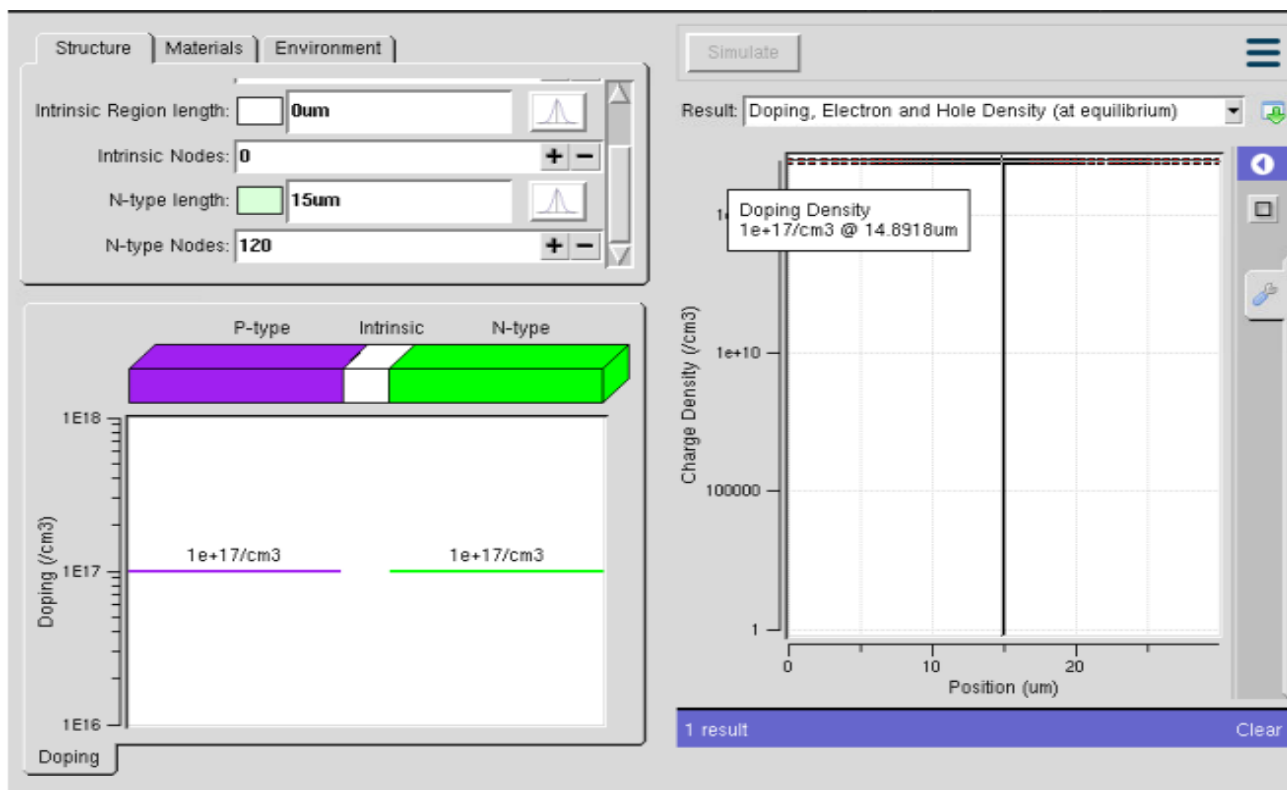 Structure Materials Environment
Intrinsic Region length: 0um
Intrinsic Nodes: 0
N-type length: 15um
N-type Nodes: 120
P-type Intrinsic N-type
1E18
1E17
1E16
Doping (/cm3)
1e+17/cm3 1e+17/cm3
Doping
Simulate
Result: Doping, Electron and Hole Density (at equilibrium)
Doping Density
1e+17/cm3 @ 14.8918um
1e+10
100000
1
Charge Density (/cm3)
0 10 20
Position (um)
1 result Clear